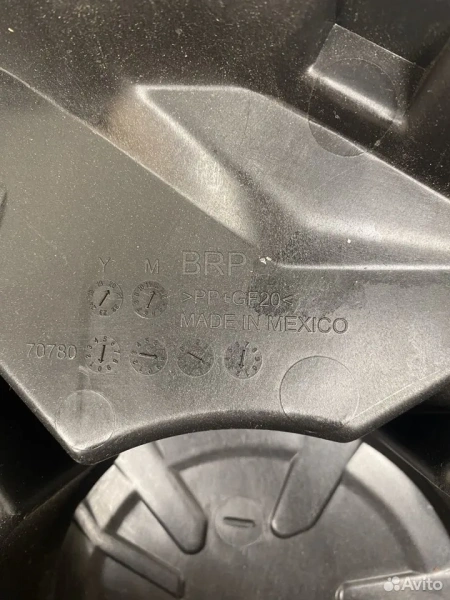 Y M BRP
>PP-GF20<
MADE IN MEXICO
70780
Avito